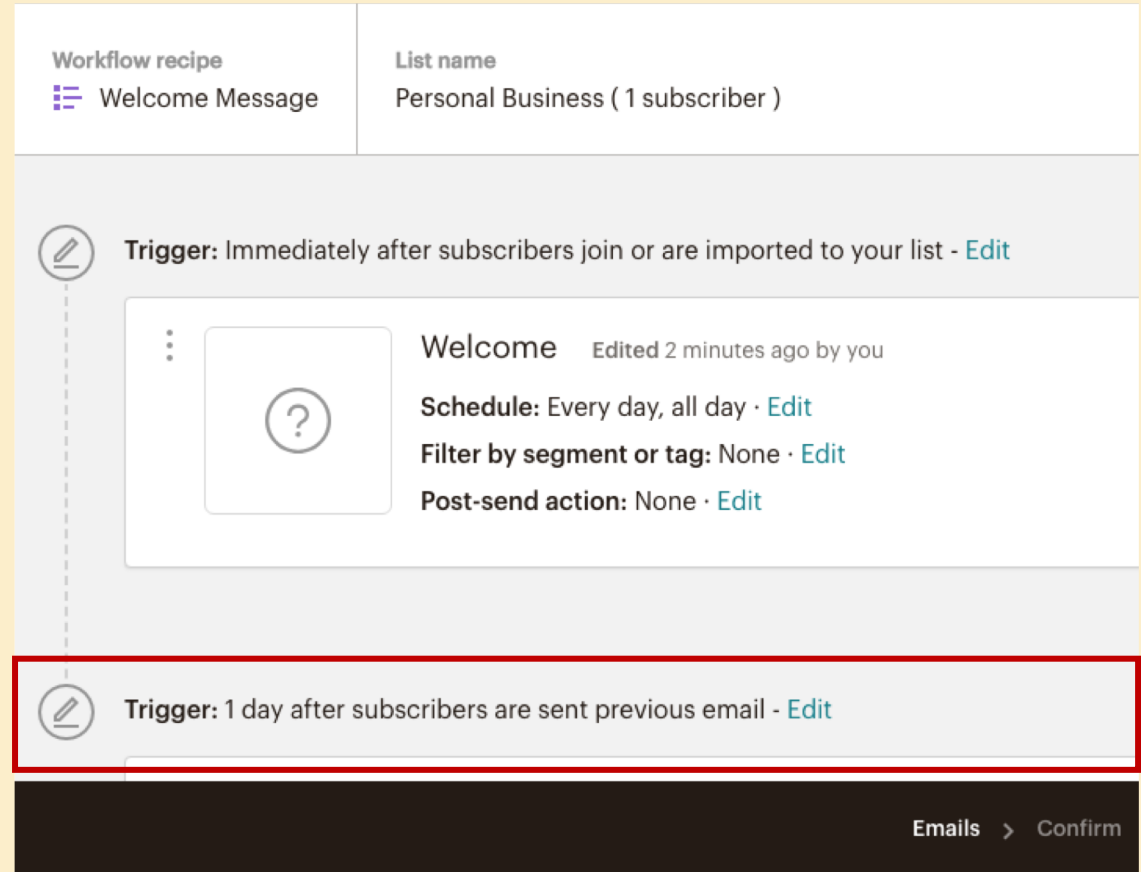 Workflow recipe
Welcome Message
List name
Personal Business ( 1 subscriber )
Trigger: Immediately after subscribers join or are imported to your list - Edit
?
Welcome Edited 2 minutes ago by you
Schedule: Every day, all day · Edit
Filter by segment or tag: None · Edit
Post-send action: None · Edit
Trigger: 1 day after subscribers are sent previous email - Edit
Emails > Confirm